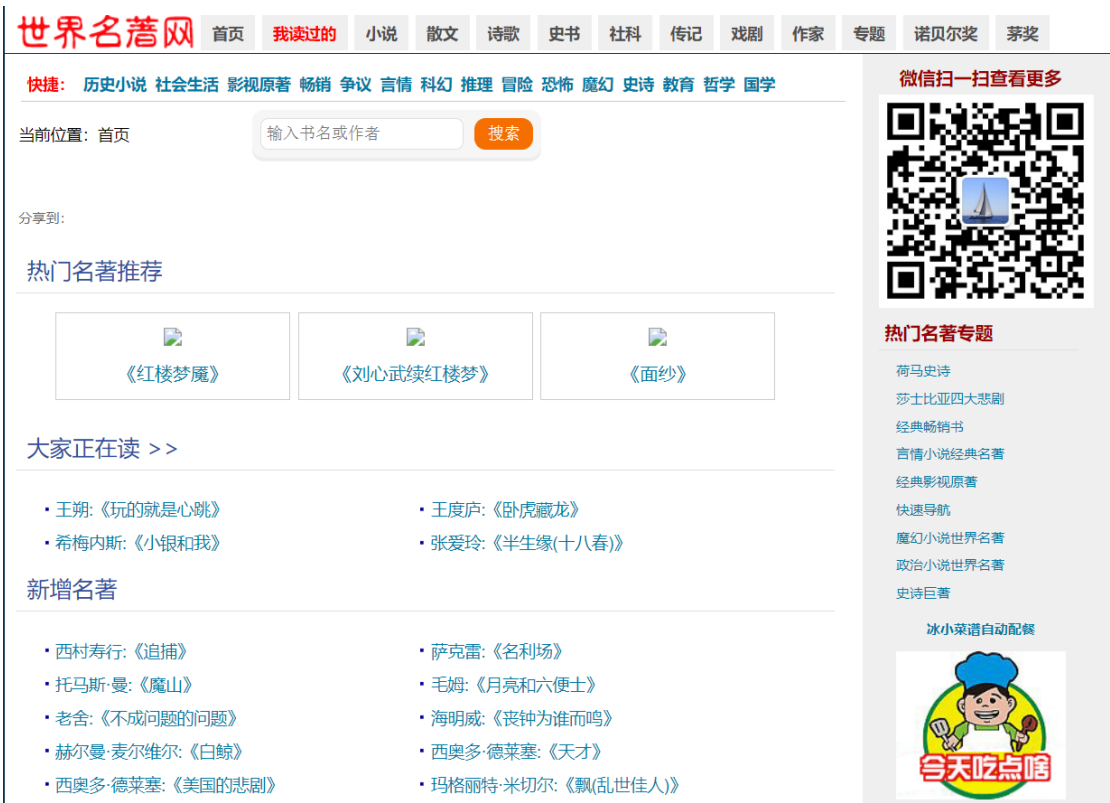 世界名著网 首页 我读过的 小说 散文 诗歌 史书 社科 传记 戏剧 作家 专题 诺贝尔奖 茅奖
快捷: 历史小说 社会生活 影视原著 畅销 争议 言情 科幻 推理 冒险 恐怖 魔幻 史诗 教育 哲学 国学
当前位置：首页 输入书名或作者 搜索
分享到:
热门名著推荐
《红楼梦魇》 《刘心武续红楼梦》 《面纱》
大家正在读 >>
王朔:《玩的就是心跳》 王度庐:《卧虎藏龙》
希梅内斯:《小银和我》 张爱玲:《半生缘(十八春)》
新增名著
西村寿行:《追捕》 萨克雷:《名利场》
托马斯·曼:《魔山》 毛姆:《月亮和六便士》
老舍:《不成问题的问题》 海明威:《丧钟为谁而鸣》
赫尔曼·麦尔维尔:《白鲸》 西奥多·德莱塞:《天才》
西奥多·德莱塞:《美国的悲剧》 玛格丽特·米切尔:《飘(乱世佳人)》
微信扫一扫查看更多
热门名著专题
荷马史诗
莎士比亚四大悲剧
经典畅销书
言情小说经典名著
经典影视原著
快速导航
魔幻小说世界名著
政治小说世界名著
史诗巨著
冰小菜谱自动配餐
今天吃点啥